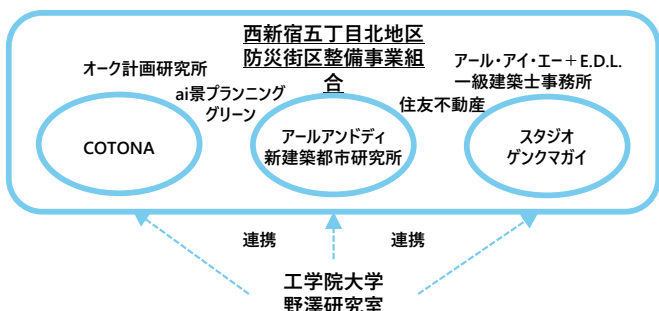 西新宿五丁目北地区
防災街区整備事業組
合
オーク計画研究所
ai景プランニング
グリーン
アール・アイ・エー＋E.D.L.
一級建築士事務所
住友不動産
COTONA
アールアンドディ
新建築都市研究所
スタジオ
ゲンクマガイ
連携
連携
工学院大学
野澤研究室